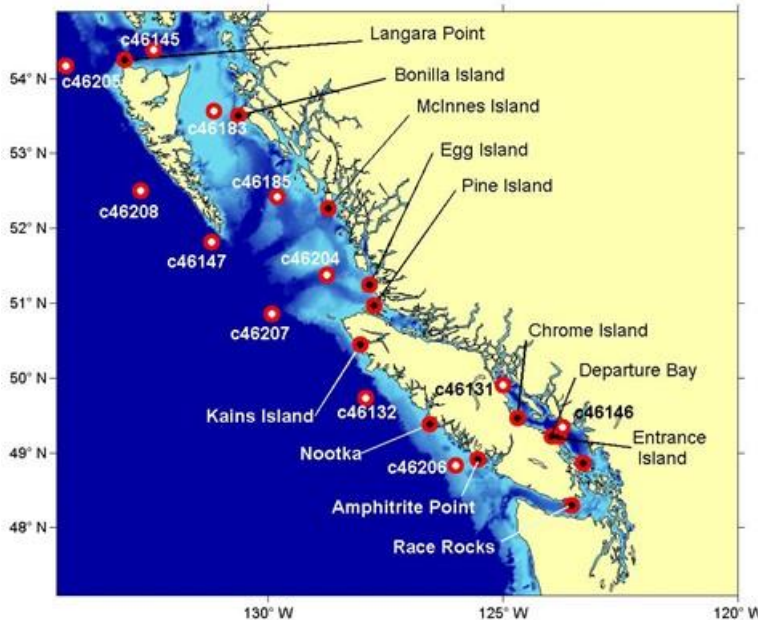 c46145
Langara Point
54° N
c46205
Bonilla Island
McInnes Island
c46183
53° N
Egg Island
c46185
Pine Island
c46208
52° N
c46147
c46204
51° N
c46207
Chrome Island
Departure Bay
50° N
c46131
Kains Island
c46132
c46146
Entrance
Island
49° N
Nootka
c46206
Amphitrite Point
48° N
Race Rocks
130° W
125° W
120° W